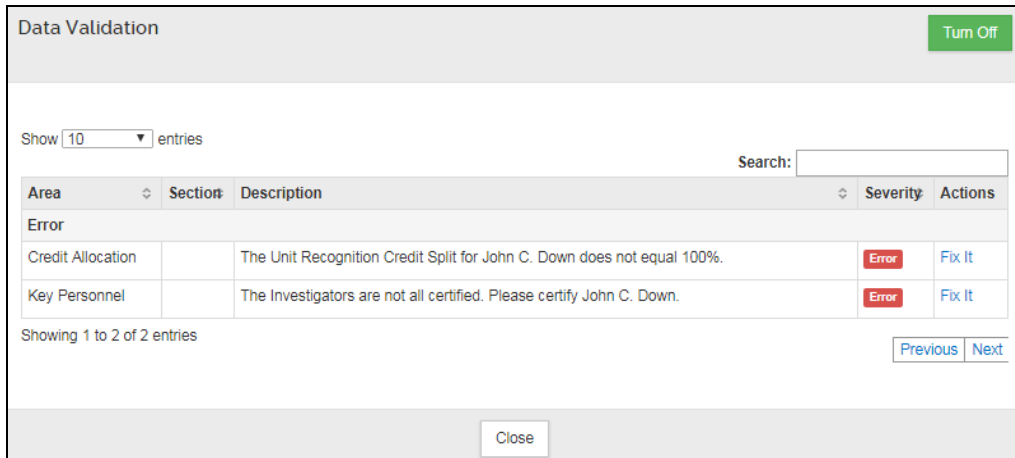 Data Validation
Turn Off
Show 10 entries
Search:
Area Section Description Severity Actions
Error
Credit Allocation The Unit Recognition Credit Split for John C. Down does not equal 100%. Error Fix It
Key Personnel The Investigators are not all certified. Please certify John C. Down. Error Fix It
Showing 1 to 2 of 2 entries
Previous Next
Close